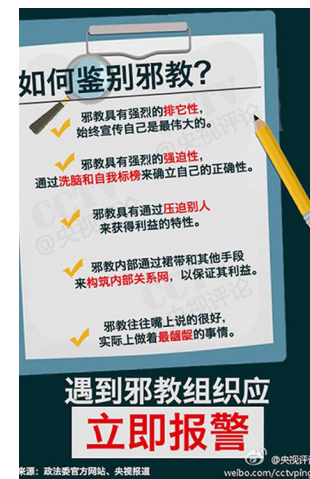 如何鉴别邪教？
邪教具有强烈的排它性，
始终宣传自己是最伟大的。
邪教具有强烈的强迫性，
通过洗脑和自我标榜来确立自己的正确性。
邪教具有通过压迫别人
来获得利益的特性。
邪教内部通过裙带和其他手段
来构筑内部关系网，以保证其利益。
邪教往往嘴上说的很好，
实际上做着最龌龊的事情。
遇到邪教组织应
立即报警
来源：政法委官方网站、央视报道
@央视评论
@央视评
weibo.com/cctvping